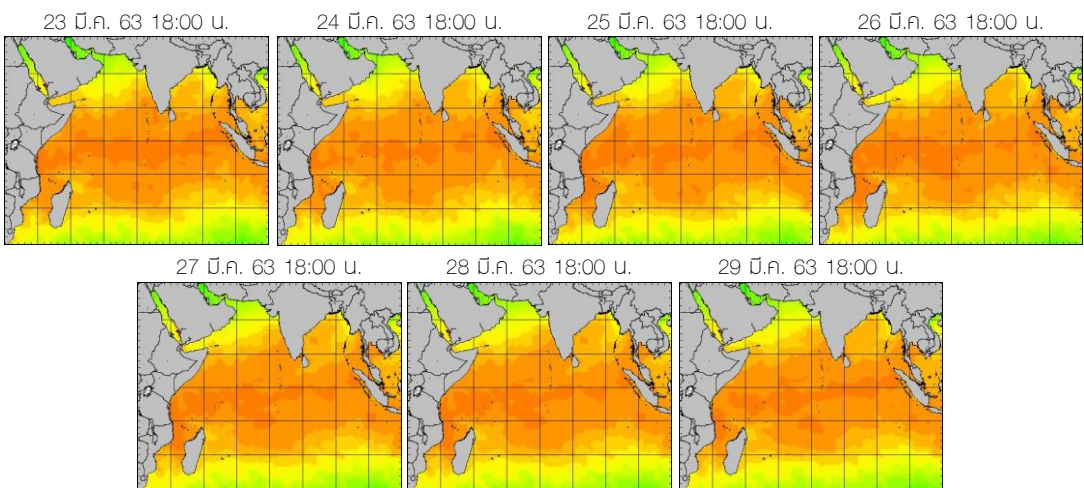 23 มี.ค. 63 18:00 น.
24 มี.ค. 63 18:00 น.
25 มี.ค. 63 18:00 น.
26 มี.ค. 63 18:00 น.
27 มี.ค. 63 18:00 น.
28 มี.ค. 63 18:00 น.
29 มี.ค. 63 18:00 น.